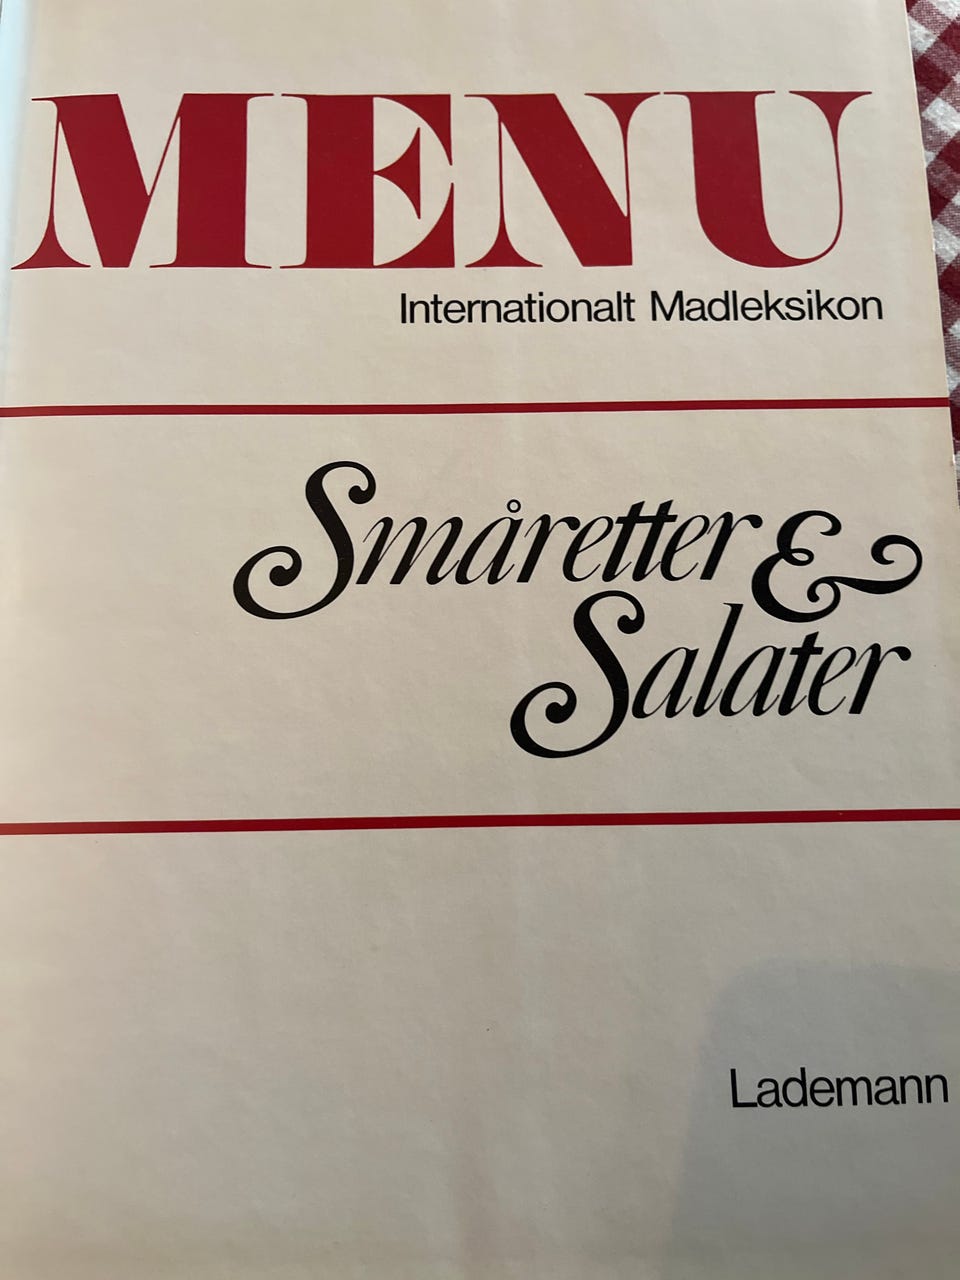 MENU
Internationalt Madleksikon
Småretter &
Salater
Lademann